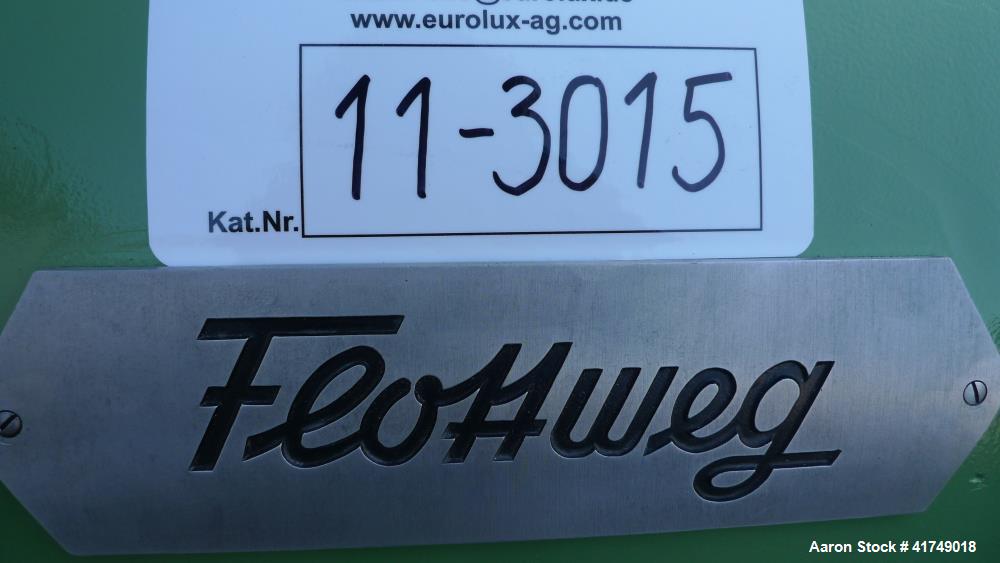 www.eurolux-ag.com
11-3015
Kat.Nr.
Flottweg
Aaron Stock # 41749018